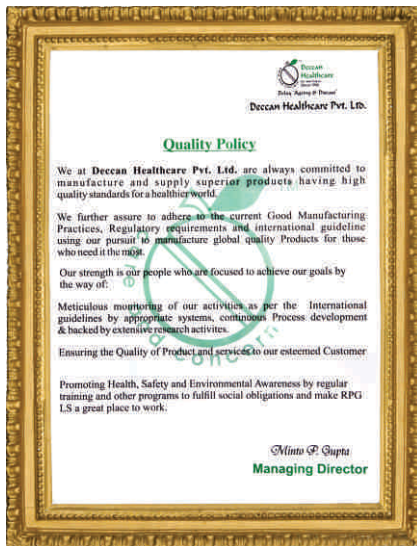 Deccan
Healthcare
Delay 'Ageing & Disease'
Deccan Healthcare Pvt. Ltd.
Quality Policy
We at Deccan Healthcare Pvt. Ltd. are always committed to
manufacture and supply superior products having high
quality standards for a healthier world.
We further assure to adhere to the current Good Manufacturing
Practices, Regulatory requirements and international guideline
using our pursuit to manufacture global quality Products for those
who need it the most.
Our strength is our people who are focused to achieve our goals by
the way of:
Meticulous monitoring of our activities as per the International
guidelines by appropriate systems, continuous Process development
& backed by extensive research activites.
Ensuring the Quality of Product and services to our esteemed Customer
Promoting Health, Safety and Environmental Awareness by regular
training and other programs to fulfill social obligations and make RPG
LS a great place to work.
Minto P. Gupta
Managing Director